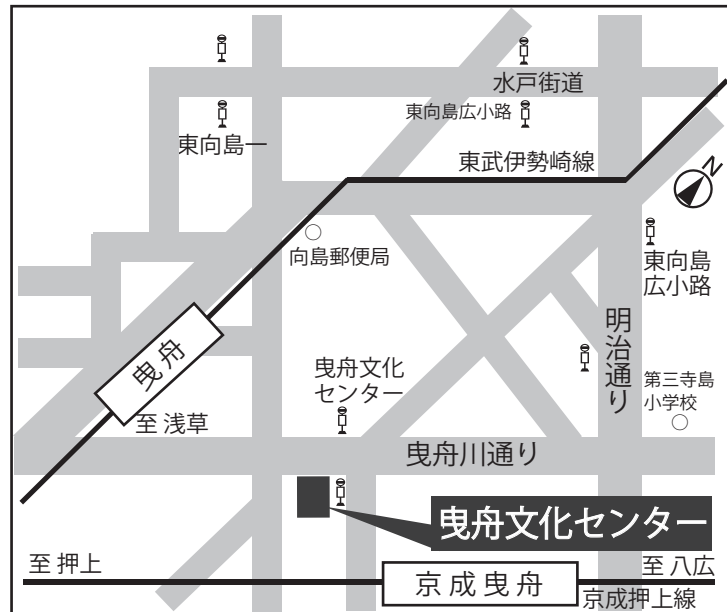 水戸街道
東向島広小路
東向島一
東武伊勢崎線
N
向島郵便局
東向島
広小路
曳舟
明治通り
曳舟文化
センター
第三寺島
小学校
至 浅草
曳舟川通り
曳舟文化センター
至 押上
京成曳舟
至 八広
京成押上線